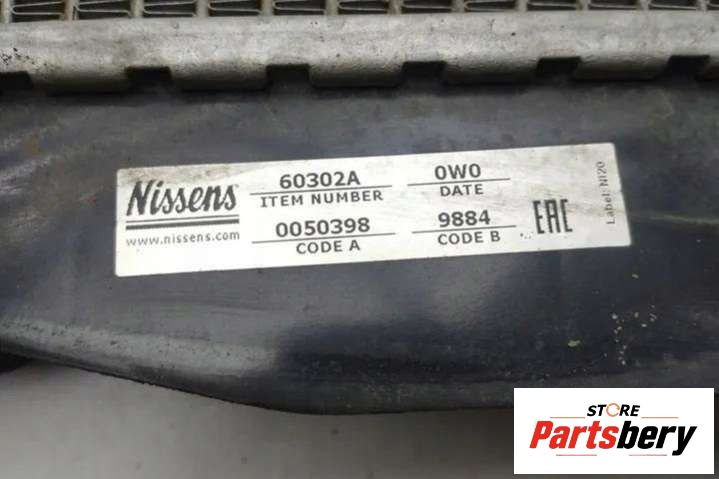 Nissens
www.nissens.com
60302A
ITEM NUMBER
0W0
DATE
0050398
CODE A
9884
CODE B
EAC
Label: NI20
STORE
Partsbery